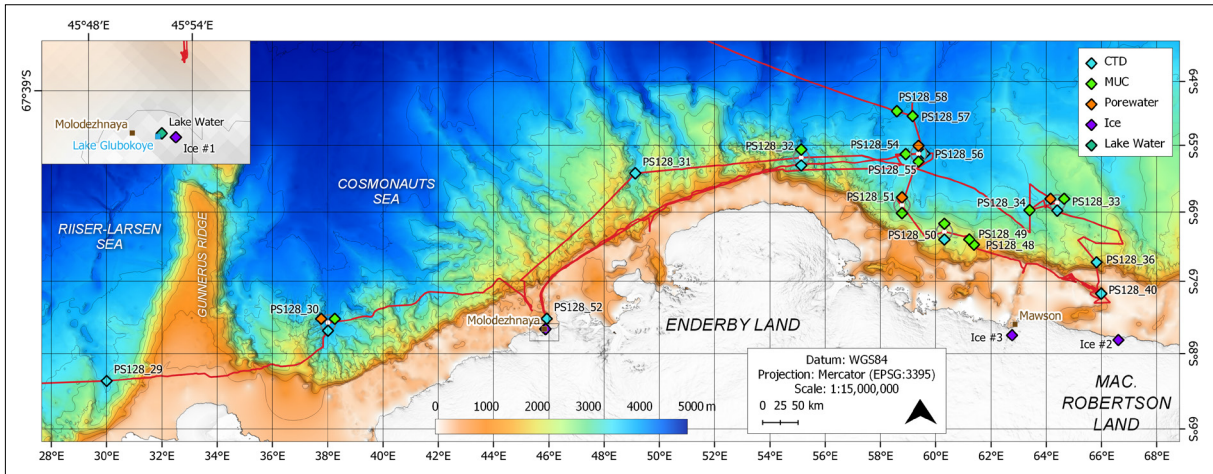 45°48'E 45°54'E
67°39'S
Molodezhnaya
Lake Water
Lake Glubokoye
Ice #1
CTD
MUC
Porewater
Ice
Lake Water
64°S
65°S
66°S
67°S
68°S
69°S
RIISER-LARSEN
SEA
GUNNERUS RIDGE
COSMONAUTS
SEA
PS128_58
PS128_57
PS128_54
PS128_56
PS128_55
PS128_32
PS128_31
PS128_51
PS128_34
PS128_33
PS128_50
PS128_49
PS128_48
PS128_36
PS128_40
PS128_30
PS128_52
Molodezhnaya
PS128_29
ENDERBY LAND
Mawson
Ice #3
Ice #2
MAC.
ROBERTSON
LAND
Datum: WGS84
Projection: Mercator (EPSG:3395)
Scale: 1:15,000,000
0 25 50 km
0 1000 2000 3000 4000 5000 m
28°E 30°E 32°E 34°E 36°E 38°E 40°E 42°E 44°E 46°E 48°E 50°E 52°E 54°E 56°E 58°E 60°E 62°E 64°E 66°E 68°E